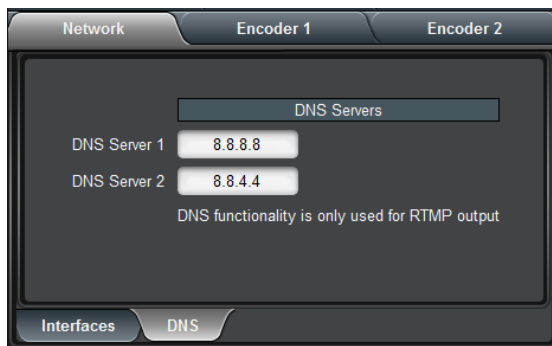 Network Encoder 1 Encoder 2
DNS Servers
DNS Server 1 8.8.8.8
DNS Server 2 8.8.4.4
DNS functionality is only used for RTMP output
Interfaces DNS